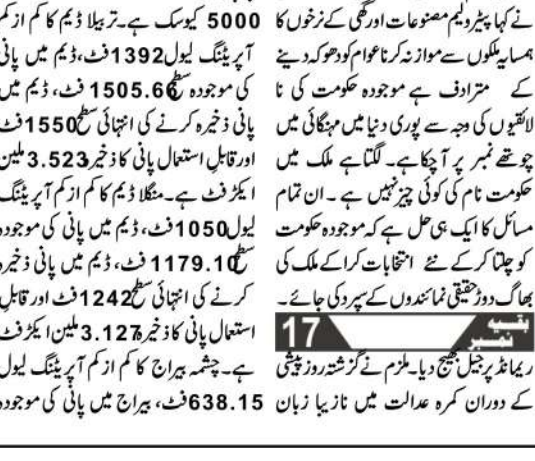 نے کہا پیٹرولیم مصنوعات اورگھی کے نرخوں کا
ہمسایہ ملکوں سے موازنہ کرنا عوام کو دھوکہ دینے
کے مترادف ہے موجودہ حکومت کی نا
لائقیوں کی وجہ سے پوری دنیا میں مہنگائی میں
چوتھے نمبر پر آ چکا ہے۔ لگتا ہے ملک میں
حکومت نام کی کوئی چیز نہیں ہے ۔ ان تمام
مسائل کا ایک ہی حل ہے کہ موجودہ حکومت
کو چلتا کر کے نئے انتخابات کرا کے ملک کی
بھاگ دوڑ حقیقی نمائندوں کے سپرد کی جائے ۔
بقیہ نمبر 17
ریمانڈ پر جیل بھیج دیا۔ ملزم نے گزشتہ روز پیشی
کے دوران کمرہ عدالت میں نازیبا زبان
5000 کیوسک ہے۔ تربیلا ڈیم کا کم از کم
آپریٹنگ لیول 1392 فٹ، ڈیم میں پانی
کی موجودہ سطح 1505.66 فٹ، ڈیم میں
پانی ذخیرہ کرنے کی انتہائی سطح 1550 فٹ
اور قابل استعمال پانی کا ذخیرہ 3.523 ملین
ایکڑ فٹ ہے۔ منگلا ڈیم کا کم از کم آپریٹنگ
لیول 1050 فٹ، ڈیم میں پانی کی موجودہ
سطح 1179.10 فٹ، ڈیم میں پانی ذخیرہ
کرنے کی انتہائی سطح 1242 فٹ اور قابل
استعمال پانی کا ذخیرہ 3.127 ملین ایکڑ فٹ
ہے۔ چشمہ بیراج کا کم از کم آپریٹنگ لیول
638.15 فٹ، بیراج میں پانی کی موجودہ